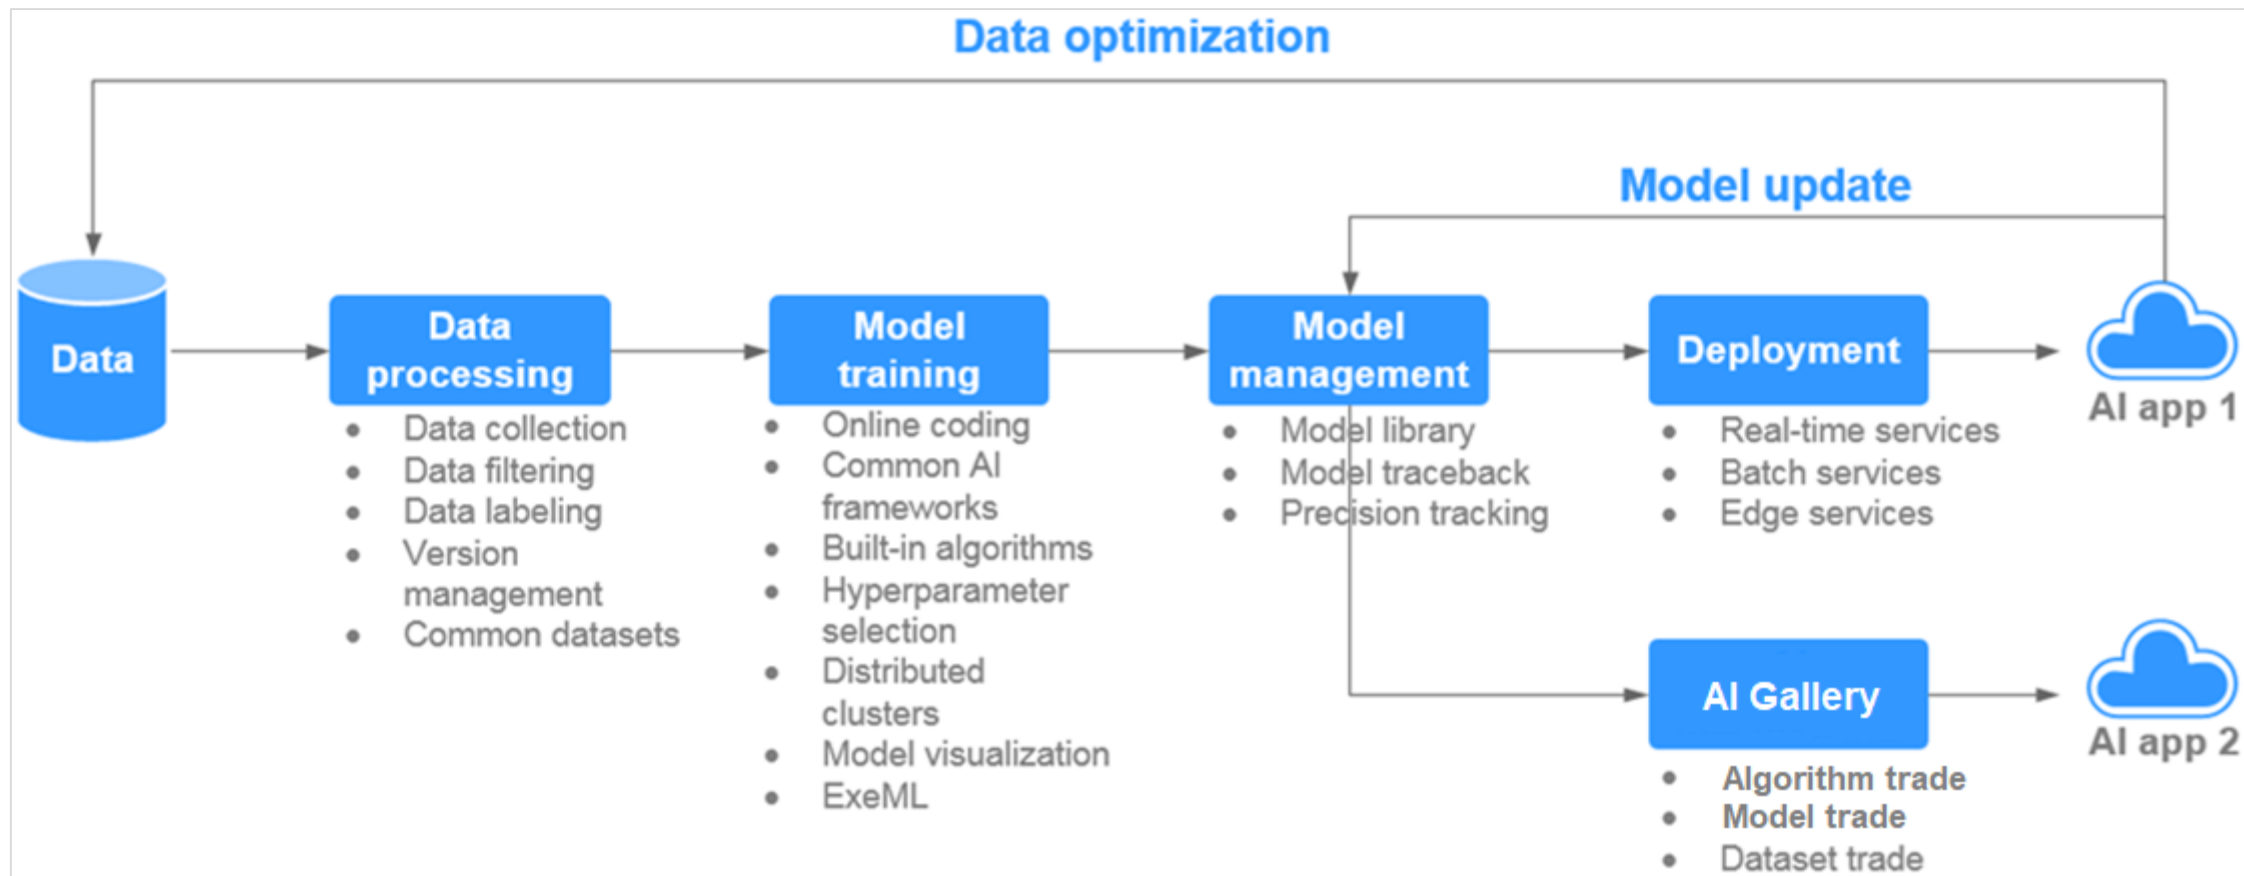 Data optimization
Model update
Data
Data
processing
• Data collection
• Data filtering
• Data labeling
• Version
management
• Common datasets
Model
training
• Online coding
• Common AI
frameworks
• Built-in algorithms
• Hyperparameter
selection
• Distributed
clusters
• Model visualization
• ExeML
Model
management
• Model library
• Model traceback
• Precision tracking
Deployment
• Real-time services
• Batch services
• Edge services
AI app 1
AI Gallery
• Algorithm trade
• Model trade
• Dataset trade
AI app 2